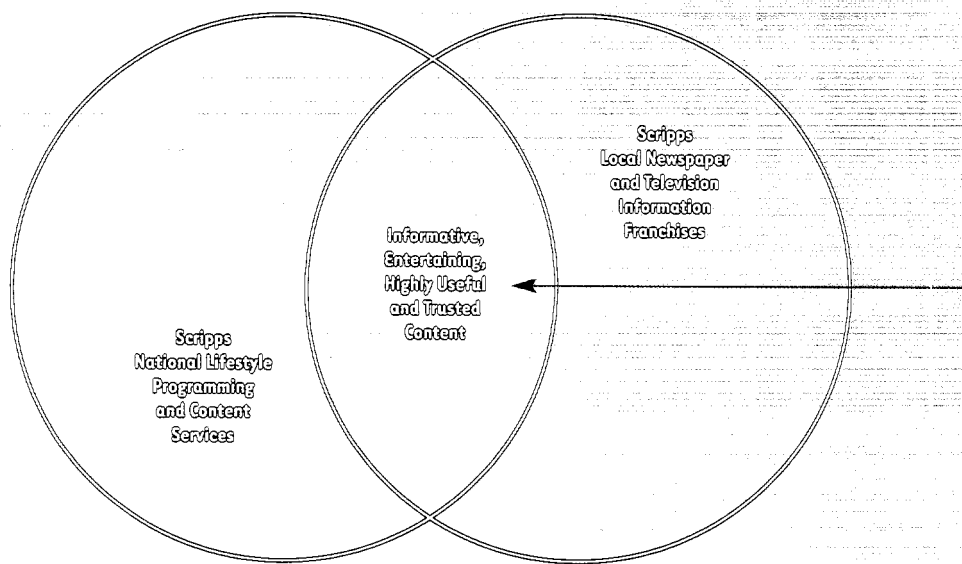 Scripps
National Lifestyle
Programming
and Content
Services
Informative,
Entertaining,
Highly Useful
and Trusted
Content
Scripps
Local Newspaper
and Television
Information
Franchises